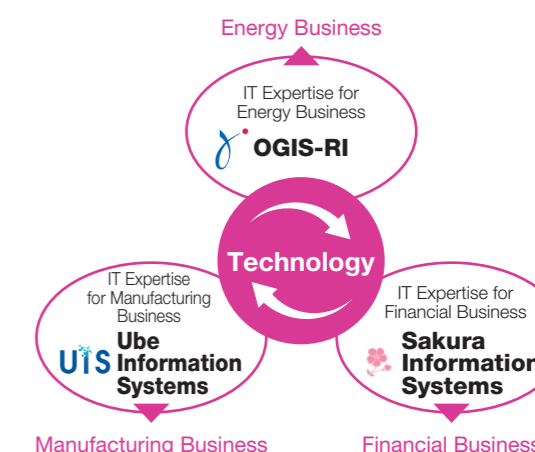 Energy Business
IT Expertise for
Energy Business
OGIS-RI
Technology
IT Expertise
for Manufacturing
Business
UIS
Ube
Information
Systems
Manufacturing Business
IT Expertise for
Financial Business
Sakura
Information
Systems
Financial Business